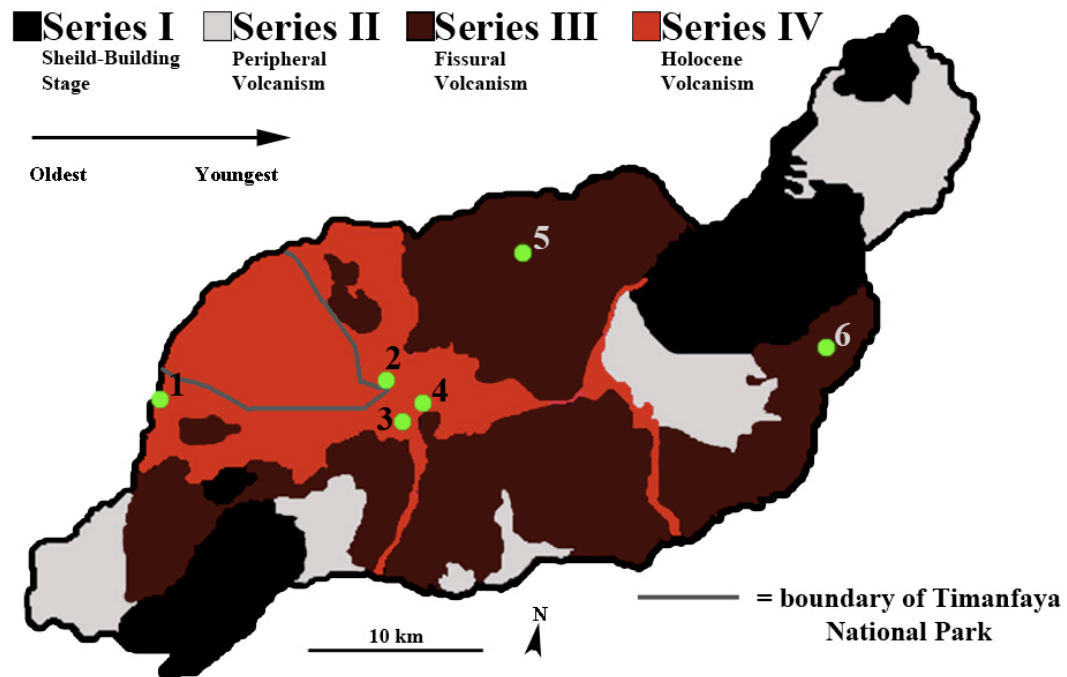 Series I
Sheild-Building
Stage
Series II
Peripheral
Volcanism
Series III
Fissural
Volcanism
Series IV
Holocene
Volcanism
Oldest
Youngest
5
6
2
1
4
3
N
10 km
= boundary of Timanfaya
National Park